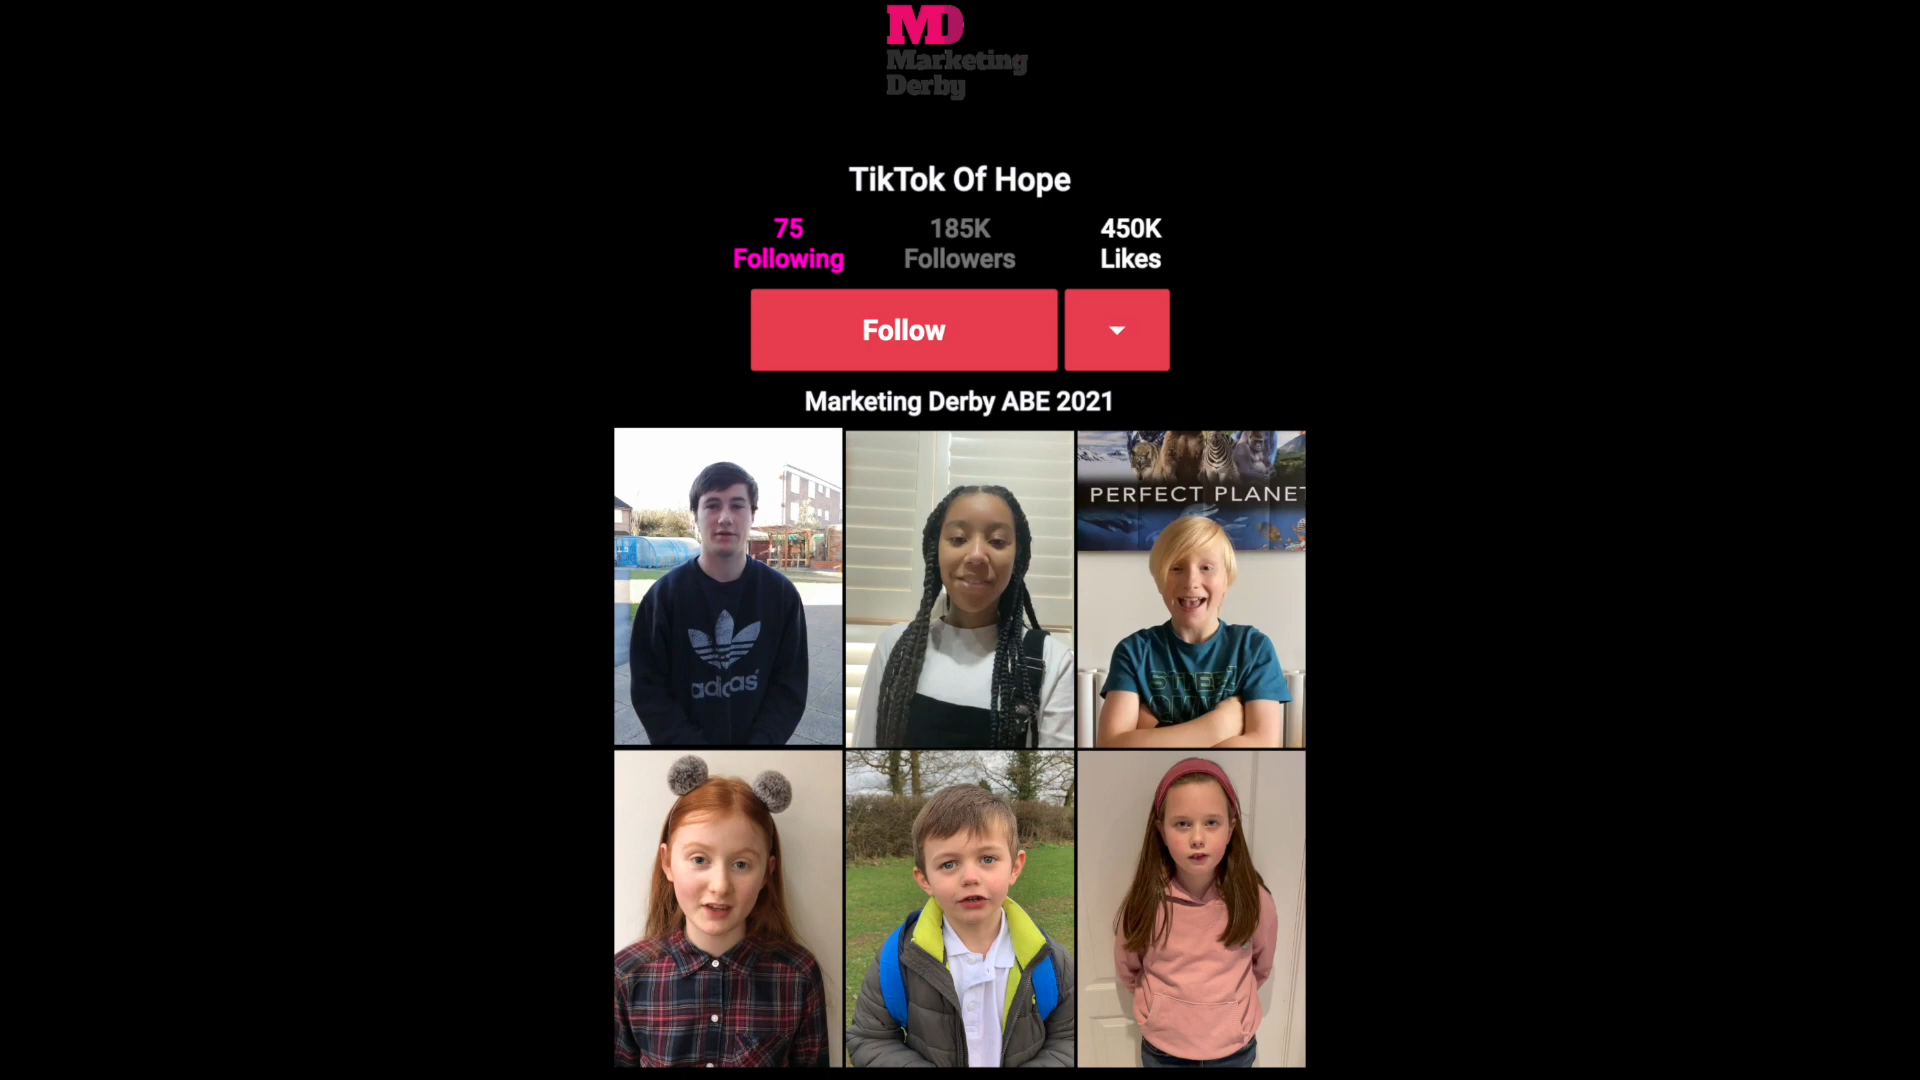 MD
Marketing
Derby
TikTok Of Hope
75
Following
185K
Followers
450K
Likes
Follow
Marketing Derby ABE 2021
PERFECT PLANET
adidas